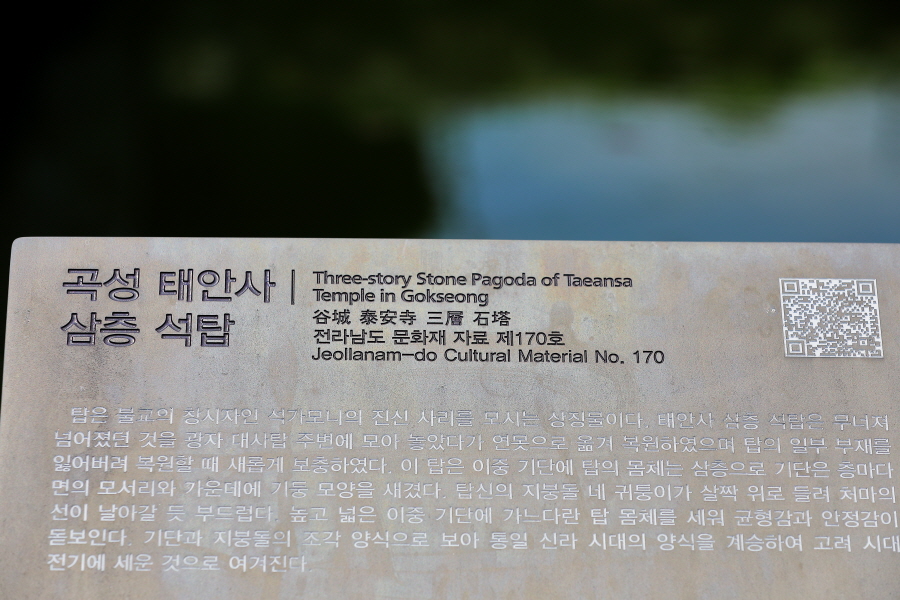 곡성 태안사
삼층 석탑
Three-story Stone Pagoda of Taeansa
Temple in Gokseong
谷城 泰安寺 三層 石塔
전라남도 문화재 자료 제170호
Jeollanam-do Cultural Material No. 170
탑은 불교의 창시자인 석가모니의 진신 사리를 모시는 상징물이다. 태안사 삼층 석탑은 무너져
넘어졌던 것을 광자 대사탑 주변에 모아 놓았다가 연못으로 옮겨 복원하였으며 탑의 일부 부재를
잃어버려 복원할 때 새롭게 보충하였다. 이 탑은 이중 기단에 탑의 몸체는 삼층으로 기단은 층마다
면의 모서리와 카운데에 기둥 모양을 새겼다. 탑신의 지붕돌 네 귀퉁이가 살짝 위로 들려 처마의
선이 날아갈 듯 부드럽다. 높고 넓은 이중 기단에 가느다란 탑 몸체를 세워 균형감과 안정감이
돋보인다. 기단과 지붕돌의 조각 양식으로 보아 통일 신라 시대의 양식을 계승하여 고려 시대
전기에 세운 것으로 여겨진다.